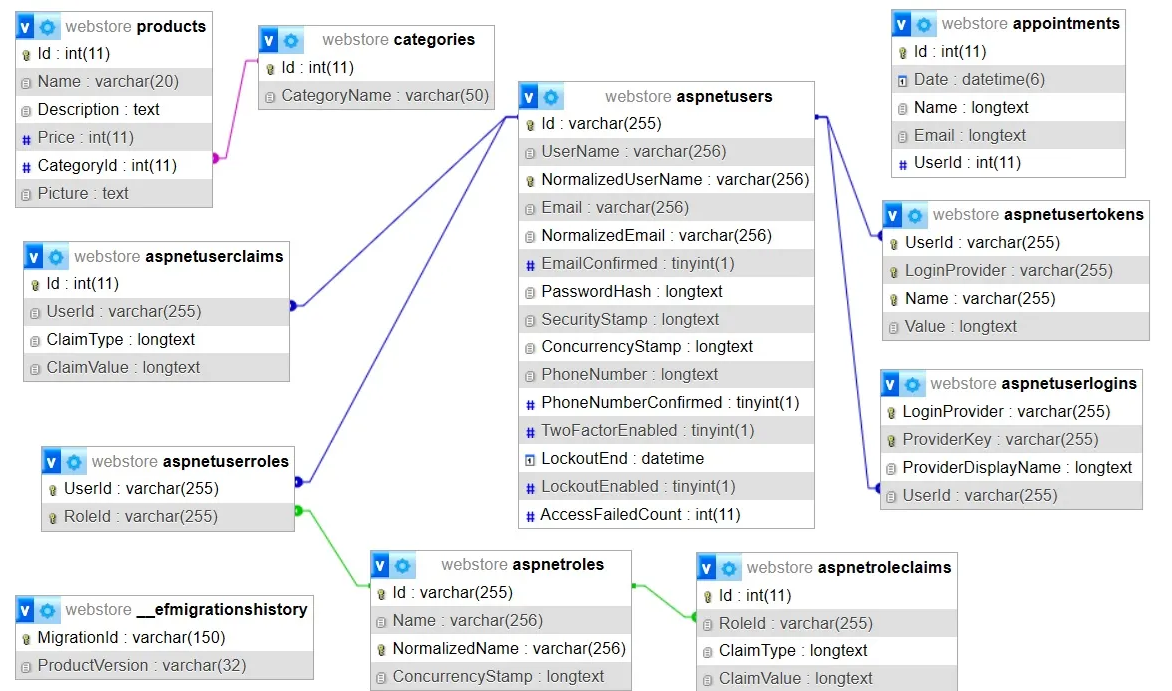 v webstore products
Id : int(11)
Name : varchar(20)
Description : text
# Price : int(11)
# CategoryId : int(11)
Picture : text
v webstore categories
Id : int(11)
CategoryName : varchar(50)
v webstore aspnetusers
Id : varchar(255)
UserName : varchar(256)
NormalizedUserName : varchar(256)
Email : varchar(256)
NormalizedEmail : varchar(256)
# EmailConfirmed : tinyint(1)
PasswordHash : longtext
SecurityStamp : longtext
ConcurrencyStamp : longtext
PhoneNumber : longtext
# PhoneNumberConfirmed : tinyint(1)
# TwoFactorEnabled : tinyint(1)
LockoutEnd : datetime
# LockoutEnabled : tinyint(1)
# AccessFailedCount : int(11)
v webstore appointments
Id : int(11)
Date : datetime(6)
Name : longtext
Email : longtext
# UserId : int(11)
v webstore aspnetusertokens
UserId : varchar(255)
LoginProvider : varchar(255)
Name : varchar(255)
Value : longtext
v webstore aspnetuserclaims
Id : int(11)
UserId : varchar(255)
ClaimType : longtext
ClaimValue : longtext
v webstore aspnetuserlogins
LoginProvider : varchar(255)
ProviderKey : varchar(255)
ProviderDisplayName : longtext
UserId : varchar(255)
v webstore aspnetuserroles
UserId : varchar(255)
RoleId : varchar(255)
v webstore aspnetroles
Id : varchar(255)
Name : varchar(256)
NormalizedName : varchar(256)
ConcurrencyStamp : longtext
v webstore aspnetroleclaims
Id : int(11)
RoleId : varchar(255)
ClaimType : longtext
ClaimValue : longtext
v webstore __efmigrationshistory
MigrationId : varchar(150)
ProductVersion : varchar(32)